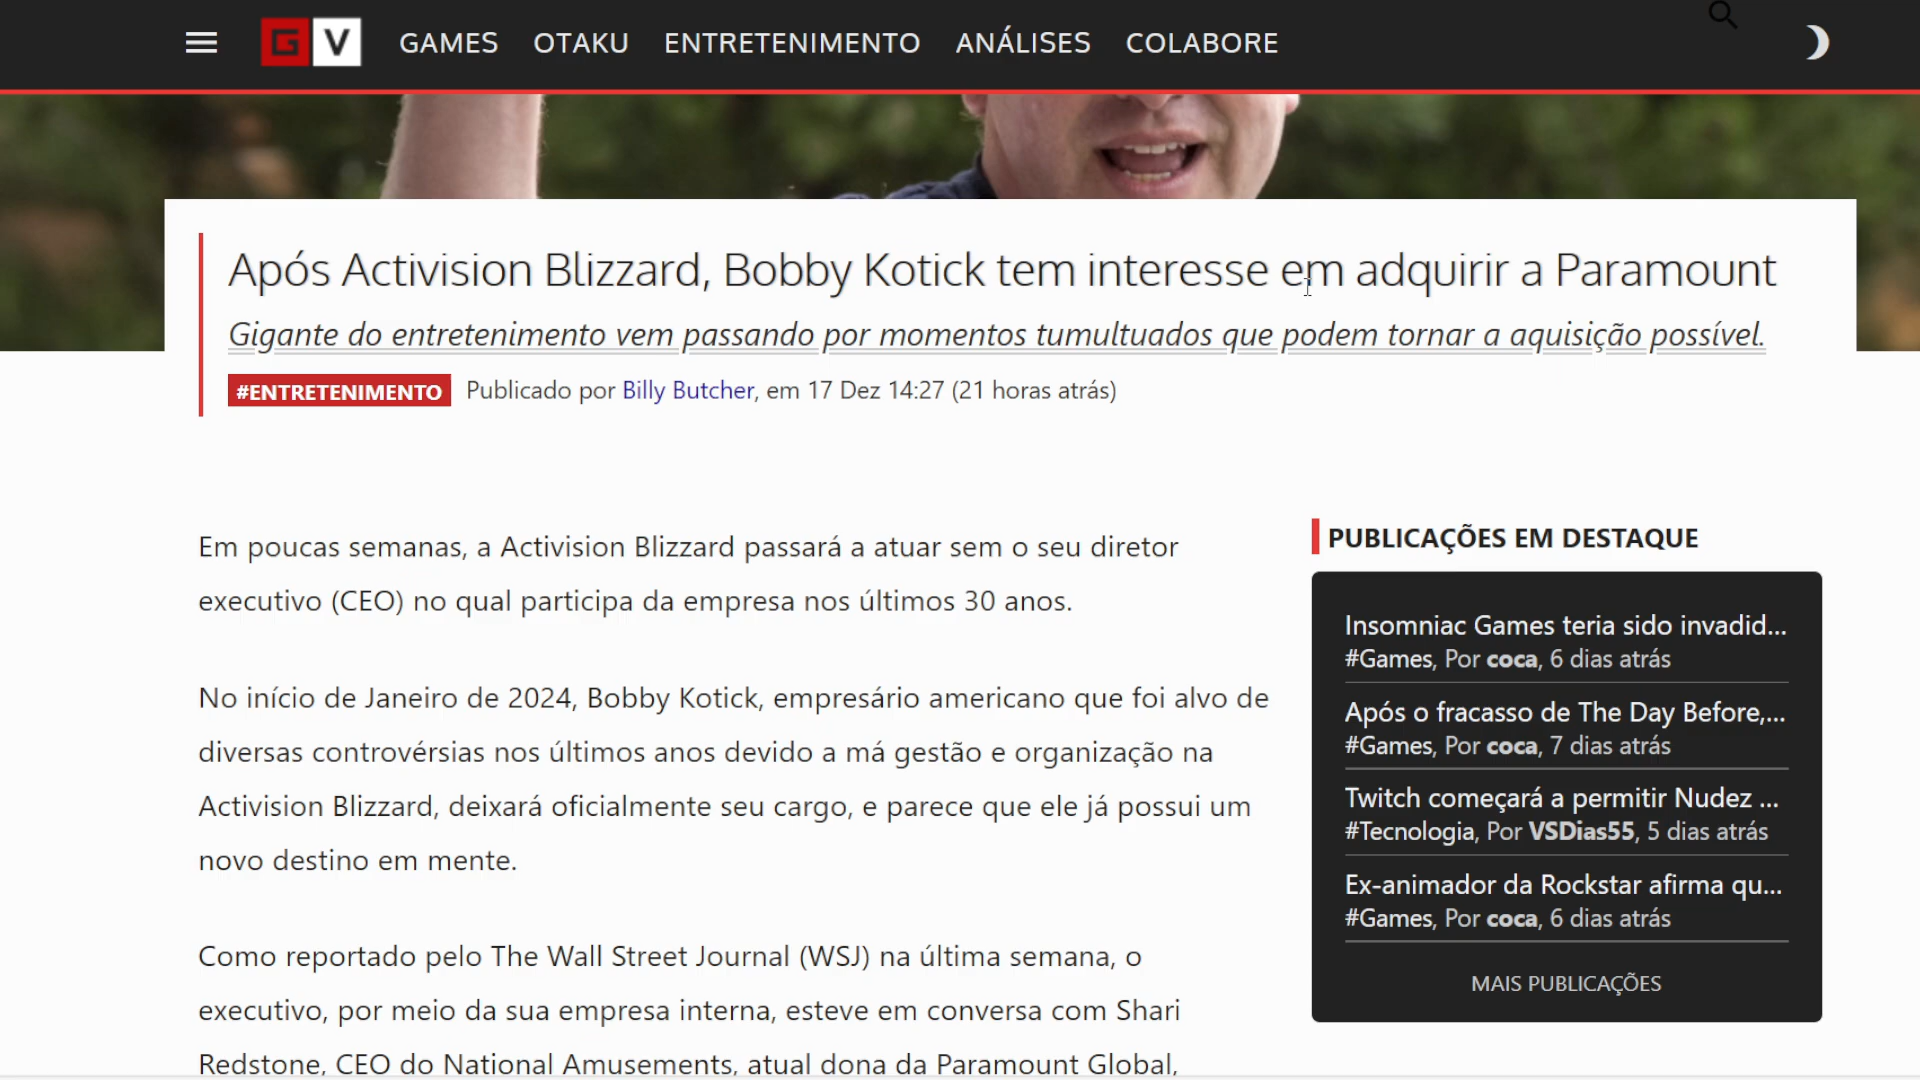 G V GAMES OTAKU ENTRETENIMENTO ANÁLISES COLABORE
Após Activision Blizzard, Bobby Kotick tem interesse em adquirir a Paramount
Gigante do entretenimento vem passando por momentos tumultuados que podem tornar a aquisição possível.
#ENTRETENIMENTO Publicado por Billy Butcher, em 17 Dez 14:27 (21 horas atrás)
Em poucas semanas, a Activision Blizzard passará a atuar sem o seu diretor
executivo (CEO) no qual participa da empresa nos últimos 30 anos.
No início de Janeiro de 2024, Bobby Kotick, empresário americano que foi alvo de
diversas controvérsias nos últimos anos devido a má gestão e organização na
Activision Blizzard, deixará oficialmente seu cargo, e parece que ele já possui um
novo destino em mente.
Como reportado pelo The Wall Street Journal (WSJ) na última semana, o
executivo, por meio da sua empresa interna, esteve em conversa com Shari
Redstone, CEO do National Amusements, atual dona da Paramount Global,
PUBLICAÇÕES EM DESTAQUE
Insomniac Games teria sido invadid...
#Games, Por coca, 6 dias atrás
Após o fracasso de The Day Before,...
#Games, Por coca, 7 dias atrás
Twitch começará a permitir Nudez ...
#Tecnologia, Por VSDias55, 5 dias atrás
Ex-animador da Rockstar afirma qu...
#Games, Por coca, 6 dias atrás
MAIS PUBLICAÇÕES